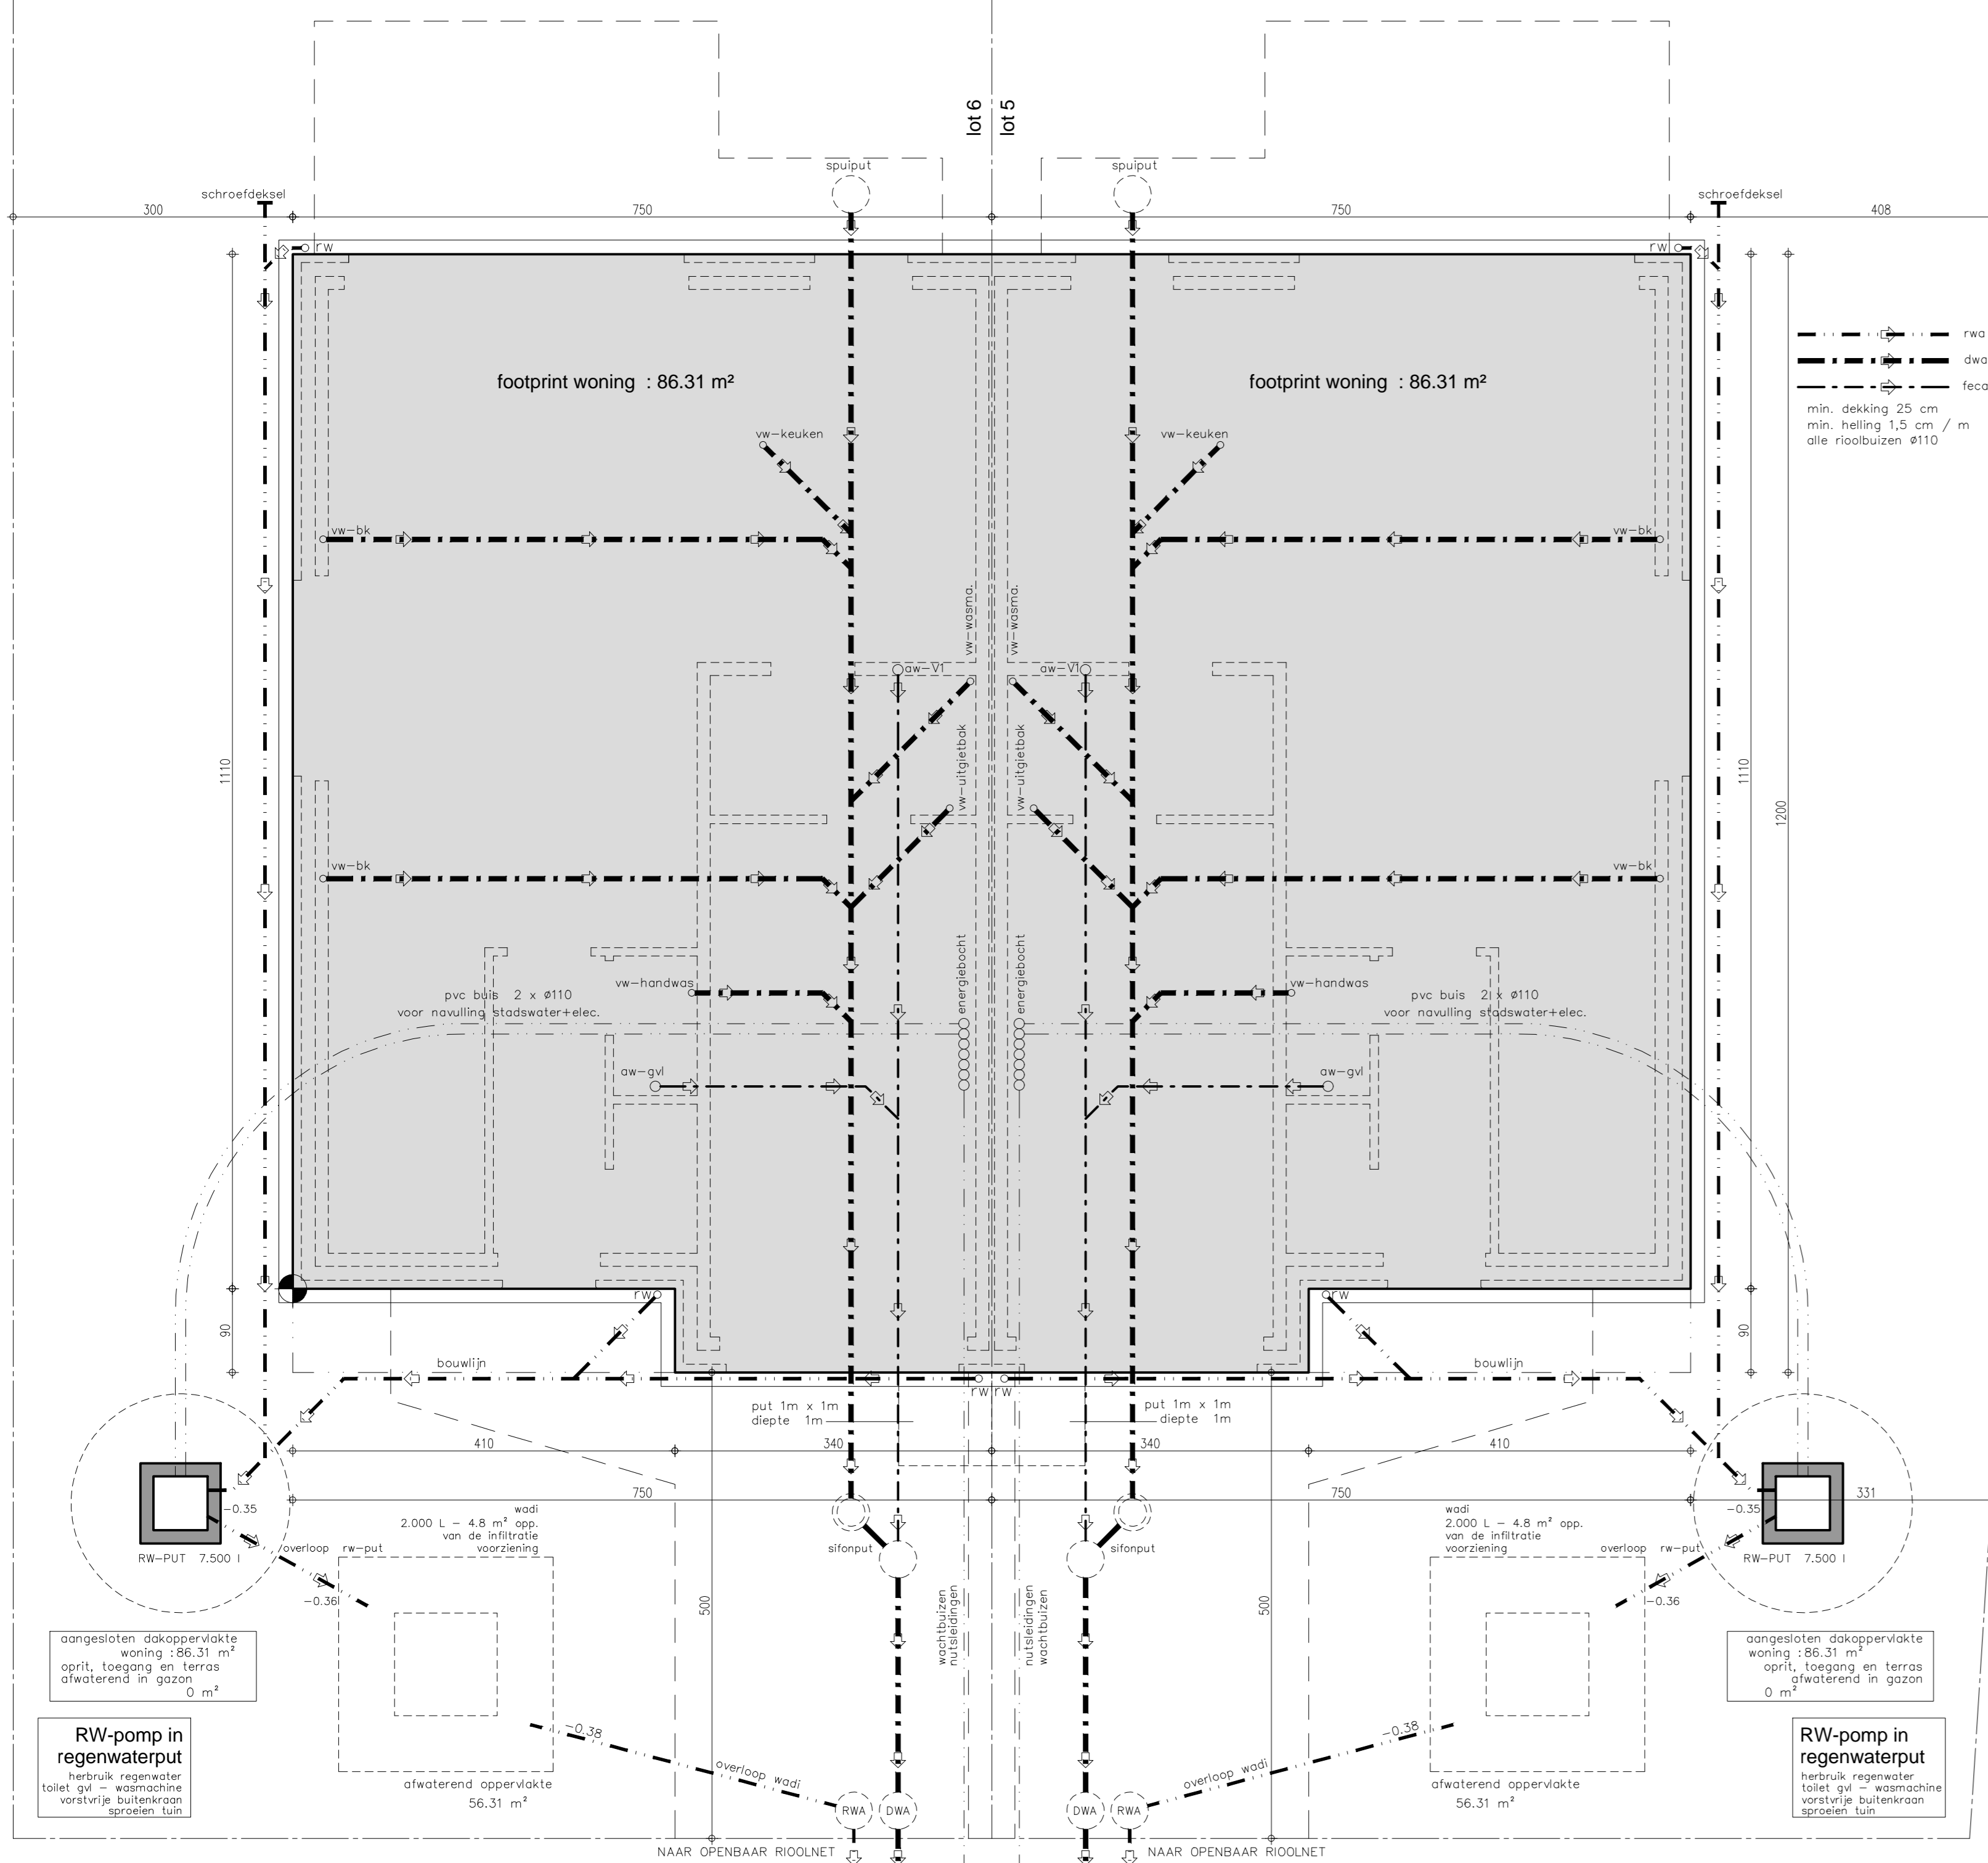 lot 6
lot 5
spuiput
spuiput
schroefdeksel
schroefdeksel
300
750
750
408
rw
rw
rwa
dwa
feca
min. dekking 25 cm
min. helling 1,5 cm / m
alle rioolbuizen ø110
footprint woning : 86.31 m²
footprint woning : 86.31 m²
vw-keuken
vw-keuken
vw-bk
vw-bk
vw-wasma.
vw-wasma.
aw-V1
aw-V1
1110
1110
1200
vw-uitgietbak
vw-uitgietbak
vw-bk
vw-bk
energiebocht
energiebocht
vw-handwas
vw-handwas
pvc buis 2 x ø110
voor navulling stadswater+elec.
pvc buis 2 x ø110
voor navulling stadswater+elec.
aw-gvl
aw-gvl
rw
rw
90
90
bouwlijn
bouwlijn
rw
rw
put 1m x 1m
diepte 1m
put 1m x 1m
diepte 1m
410
340
340
410
750
750
331
-0.35
-0.35
wadi
2.000 L - 4.8 m² opp.
van de infiltratie
voorziening
wadi
2.000 L - 4.8 m² opp.
van de infiltratie
voorziening
sifonput
sifonput
RW-PUT 7.500 l
overloop rw-put
overloop rw-put
RW-PUT 7.500 l
-0.36
-0.36
500
500
wachtbuizen
nutsleidingen
nutsleidingen
wachtbuizen
aangesloten dakoppervlakte
woning :86.31 m²
oprit, toegang en terras
afwaterend in gazon
0 m²
aangesloten dakoppervlakte
woning :86.31 m²
oprit, toegang en terras
afwaterend in gazon
0 m²
RW-pomp in
regenwaterput
herbruik regenwater
toilet gvl - wasmachine
vorstvrije buitenkraan
sproeien tuin
RW-pomp in
regenwaterput
herbruik regenwater
toilet gvl - wasmachine
vorstvrije buitenkraan
sproeien tuin
-0.38
-0.38
overloop wadi
overloop wadi
afwaterend oppervlakte
56.31 m²
afwaterend oppervlakte
56.31 m²
RWA
DWA
DWA
RWA
NAAR OPENBAAR RIOOLNET
NAAR OPENBAAR RIOOLNET